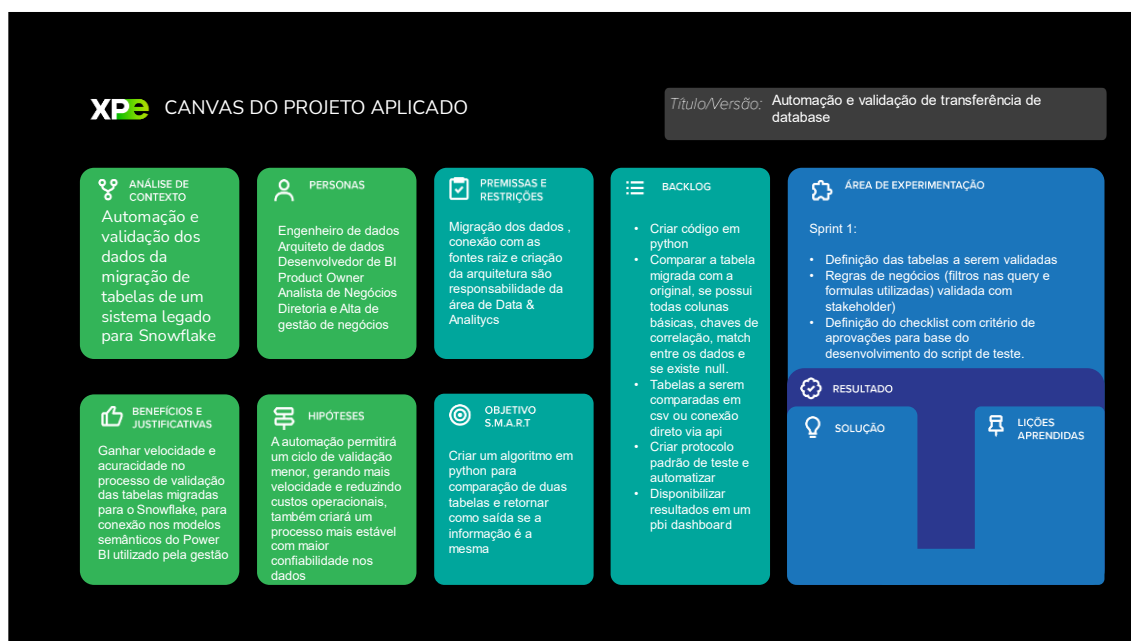 XPe CANVAS DO PROJETO APLICADO
Título/Versão: Automação e validação de transferência de
database
ANÁLISE DE
CONTEXTO
Automação e
validação dos
dados da
migração de
tabelas de um
sistema legado
para Snowflake
PERSONAS
Engenheiro de dados
Arquiteto de dados
Desenvolvedor de BI
Product Owner
Analista de Negócios
Diretoria e Alta de
gestão de negócios
PREMISSAS E
RESTRIÇÕES
Migração dos dados ,
conexão com as
fontes raiz e criação
da arquitetura são
responsabilidade da
área de Data &
Analitycs
BACKLOG
• Criar código em
python
• Comparar a tabela
migrada com a
original, se possui
todas colunas
básicas, chaves de
correlação, match
entre os dados e
se existe null.
• Tabelas a serem
comparadas em
csv ou conexão
direto via api
• Criar protocolo
padrão de teste e
automatizar
• Disponibilizar
resultados em um
pbi dashboard
ÁREA DE EXPERIMENTAÇÃO
Sprint 1:
• Definição das tabelas a serem validadas
• Regras de negócios (filtros nas query e
formulas utilizadas) validada com
stakeholder)
• Definição do checklist com critério de
aprovações para base do
desenvolvimento do script de teste.
BENEFÍCIOS E
JUSTIFICATIVAS
Ganhar velocidade e
acuracidade no
processo de validação
das tabelas migradas
para o Snowflake, para
conexão nos modelos
semânticos do Power
BI utilizado pela gestão
HIPÓTESES
A automação permitirá
um ciclo de validação
menor, gerando mais
velocidade e reduzindo
custos operacionais,
também criará um
processo mais estável
com maior
confiabilidade nos
dados
OBJETIVO
S.M.A.R.T
Criar um algoritmo em
python para
comparação de duas
tabelas e retornar
como saída se a
informação é a
mesma
RESULTADO
SOLUÇÃO
LIÇÕES
APRENDIDAS